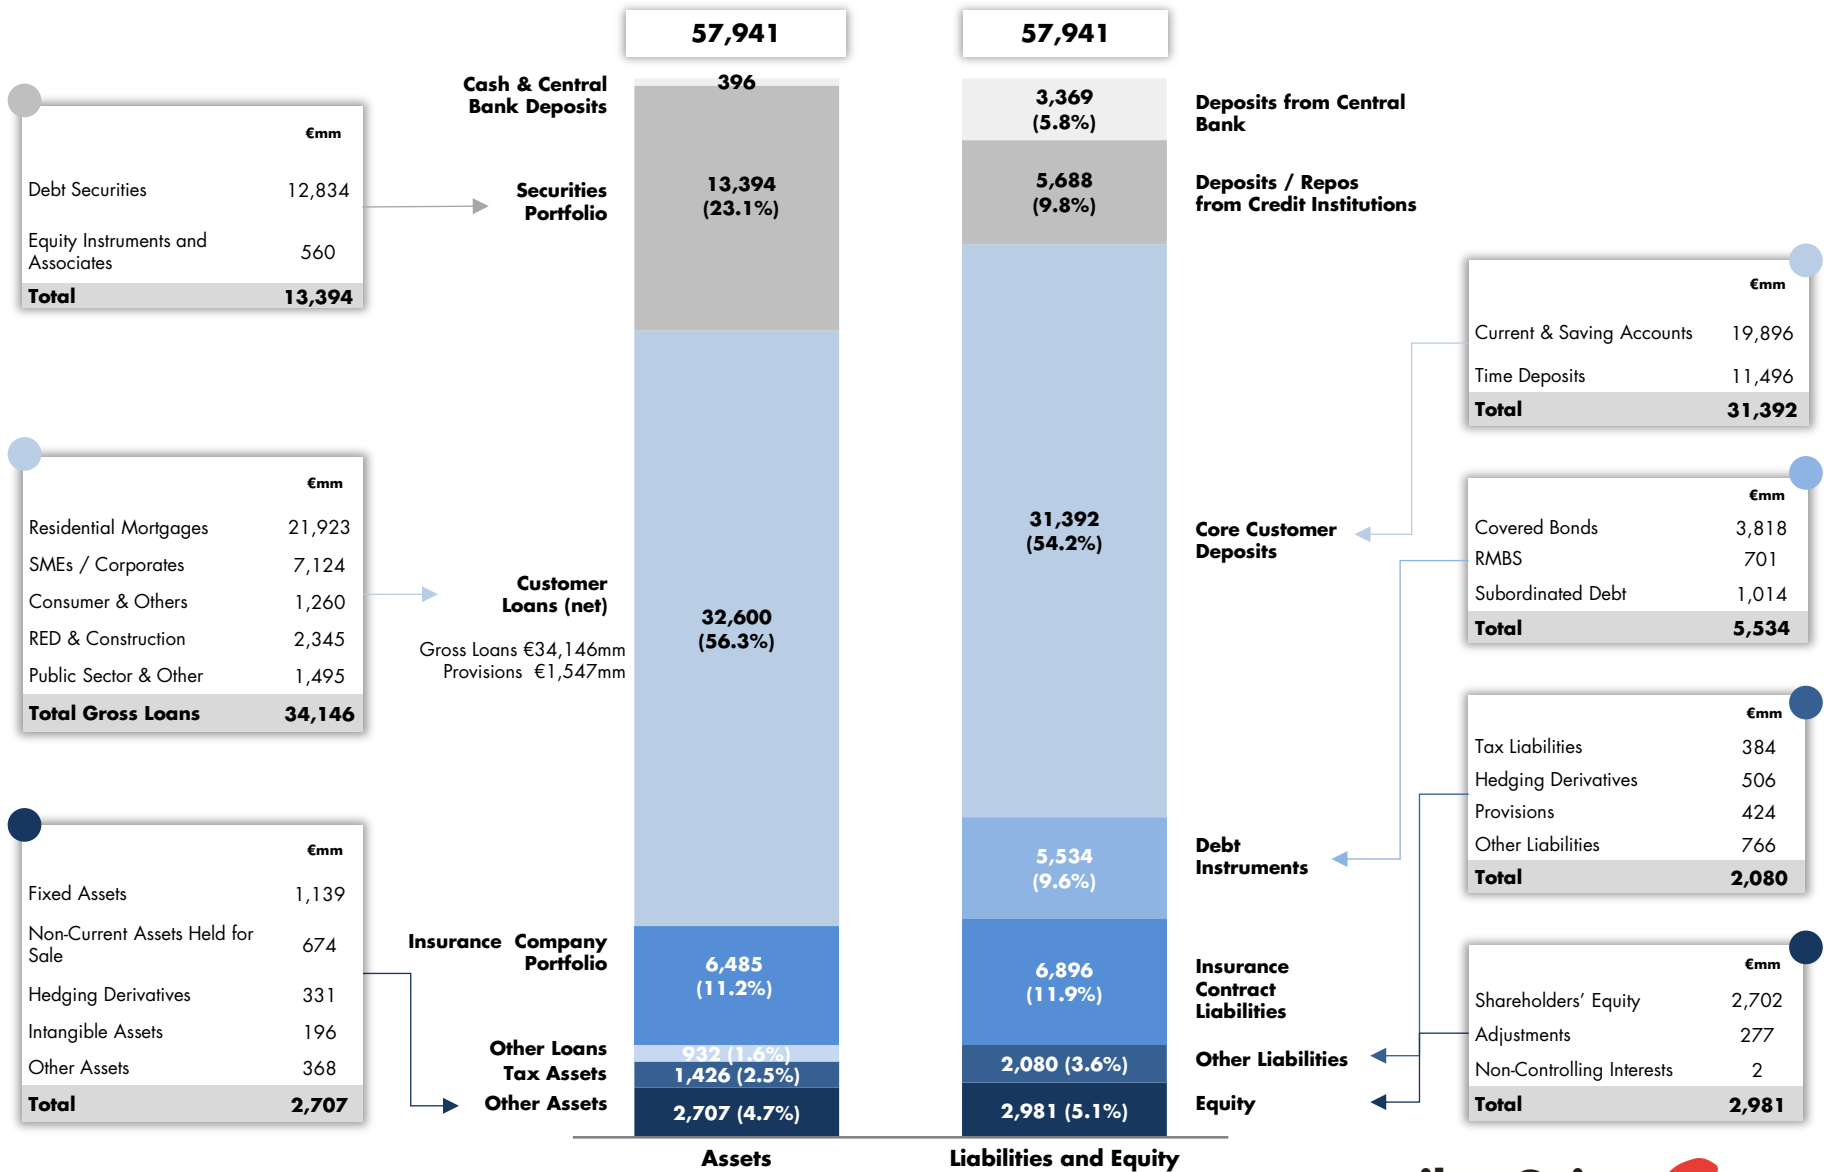 57,941
57,941
€mm
Debt Securities 12,834
Equity Instruments and
Associates 560
Total 13,394
€mm
Residential Mortgages 21,923
SMEs / Corporates 7,124
Consumer & Others 1,260
RED & Construction 2,345
Public Sector & Other 1,495
Total Gross Loans 34,146
€mm
Fixed Assets 1,139
Non-Current Assets Held for
Sale 674
Hedging Derivatives 331
Intangible Assets 196
Other Assets 368
Total 2,707
Cash & Central
Bank Deposits
Securities
Portfolio
Customer
Loans (net)
Gross Loans €34,146mm
Provisions €1,547mm
Insurance Company
Portfolio
Other Loans
Tax Assets
Other Assets
396
13,394
(23.1%)
32,600
(56.3%)
6,485
(11.2%)
932 (1.6%)
1,426 (2.5%)
2,707 (4.7%)
Assets
3,369
(5.8%)
5,688
(9.8%)
31,392
(54.2%)
5,534
(9.6%)
6,896
(11.9%)
2,080 (3.6%)
2,981 (5.1%)
Liabilities and Equity
Deposits from Central
Bank
Deposits / Repos
from Credit Institutions
Core Customer
Deposits
Debt
Instruments
Insurance
Contract
Liabilities
Other Liabilities
Equity
€mm
Current & Saving Accounts 19,896
Time Deposits 11,496
Total 31,392
€mm
Covered Bonds 3,818
RMBS 701
Subordinated Debt 1,014
Total 5,534
€mm
Tax Liabilities 384
Hedging Derivatives 506
Provisions 424
Other Liabilities 766
Total 2,080
€mm
Shareholders' Equity 2,702
Adjustments 277
Non-Controlling Interests 2
Total 2,981